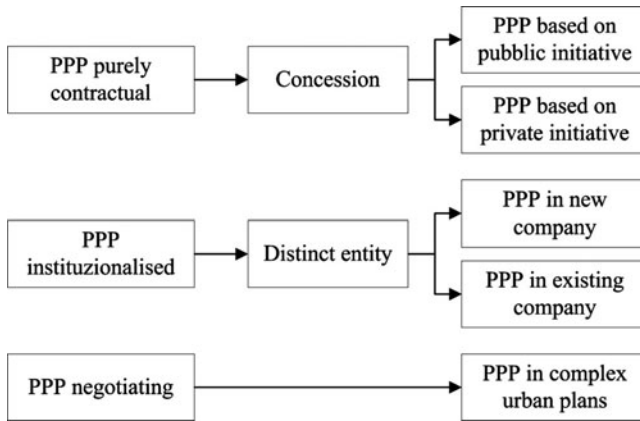 PPP purely
contractual
Concession
PPP based on
pubblic initiative
PPP based on
private initiative
PPP
instituzionalised
Distinct entity
PPP in new
company
PPP in existing
company
PPP negotiating
PPP in complex
urban plans